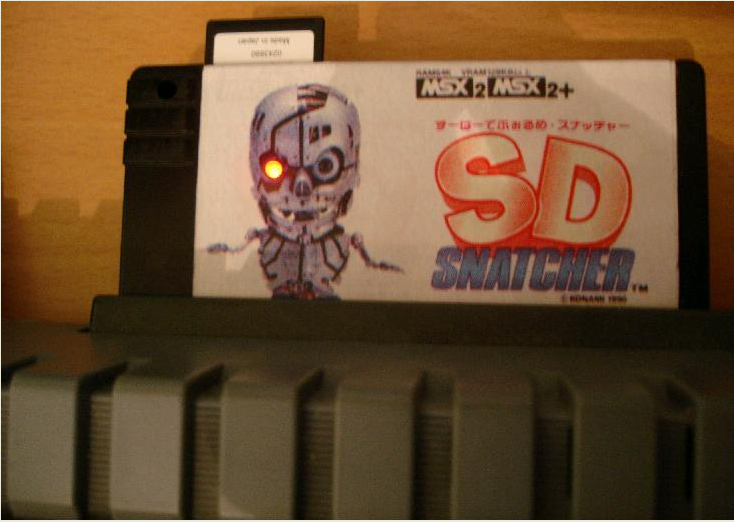 Made in Japan
MSX 2 MSX 2+
すーぱーでふぉるめ・スナッチャー
SD
SNATCHER™
© KONAMI 1990